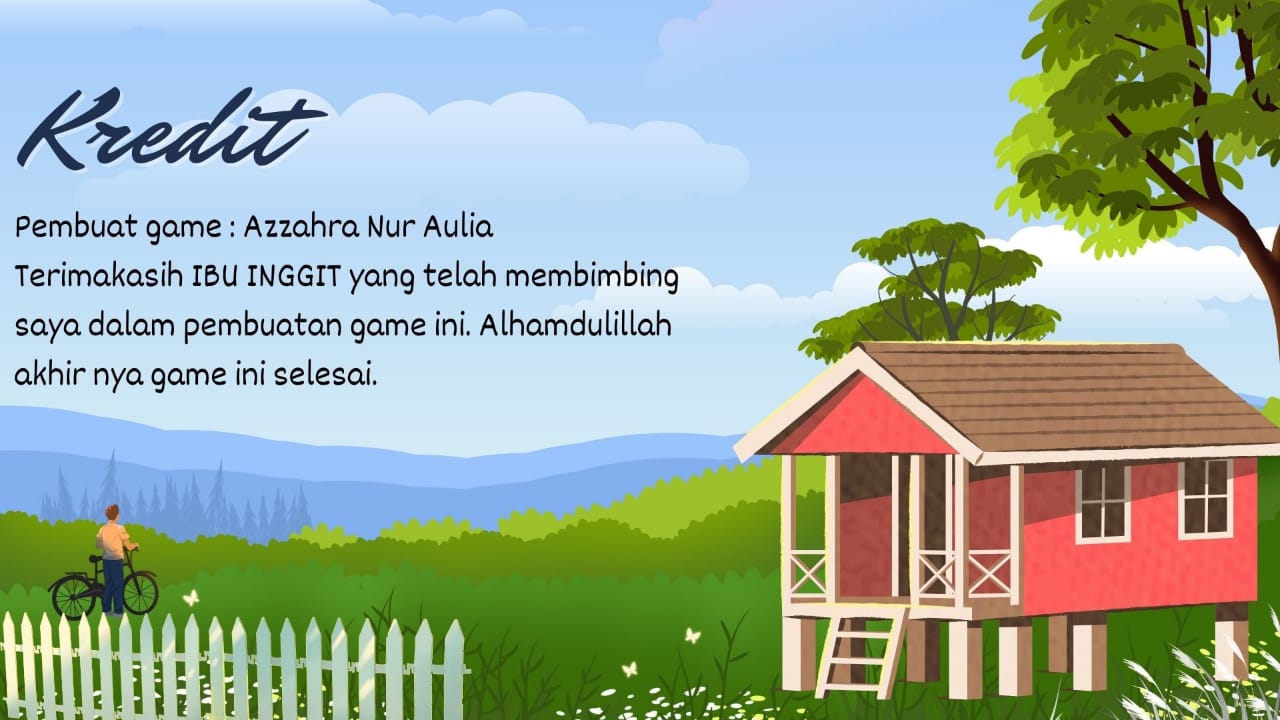 Kredit
Pembuat game : Azzahra Nur Aulia
Terimakasih IBU INGGIT yang telah membimbing
saya dalam pembuatan game ini. Alhamdulillah
akhir nya game ini selesai.